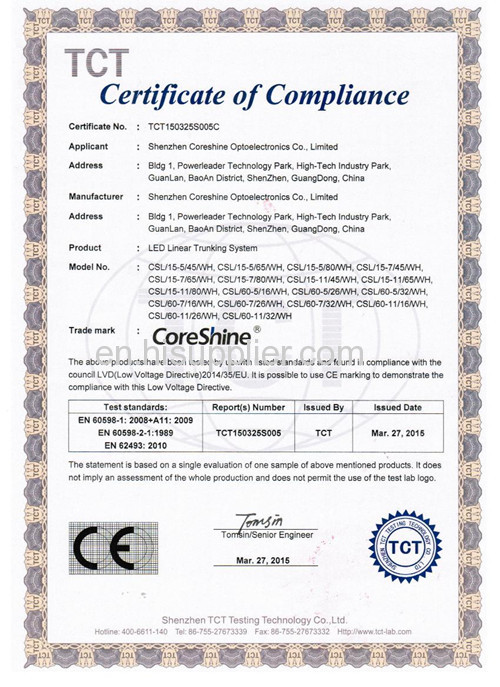 TCT
Certificate of Compliance
Certificate No. : TCT150325S005C
Applicant : Shenzhen Coreshine Optoelectronics Co., Limited
Address : Bldg 1, Powerleader Technology Park, High-Tech Industry Park,
GuanLan, BaoAn District, ShenZhen, GuangDong, China
Manufacturer : Shenzhen Coreshine Optoelectronics Co., Limited
Address : Bldg 1, Powerleader Technology Park, High-Tech Industry Park,
GuanLan, BaoAn District, ShenZhen, GuangDong, China
Product : LED Linear Trunking System
Model No. : CSL/15-5/45/WH, CSL/15-5/65/WH, CSL/15-5/80/WH, CSL/15-7/45/WH,
CSL/15-7/65/WH, CSL/15-7/80/WH, CSL/15-11/45/WH, CSL/15-11/65/WH,
CSL/15-11/80/WH, CSL/60-5/16/WH, CSL/60-5/26/WH, CSL/60-5/32/WH,
CSL/60-7/16/WH, CSL/60-7/26/WH, CSL/60-7/32/WH, CSL/60-11/16/WH,
CSL/60-11/26/WH, CSL/60-11/32/WH
Trade mark : CoreShine®
The above products have been tested by us with listed standards and found in compliance with the
council LVD(Low Voltage Directive)2014/35/EU. It is possible to use CE marking to demonstrate the
compliance with this Low Voltage Directive.
Test standards: Report(s) Number Issued By Issued Date
EN 60598-1: 2008+A11: 2009
EN 60598-2-1:1989 TCT150325S005 TCT Mar. 27, 2015
EN 62493: 2010
The statement is based on a single evaluation of one sample of above mentioned products. It does
not imply an assessment of the whole production and does not permit the use of the test lab logo.
Tomsin
Tomsin/Senior Engineer
Mar. 27, 2015
CE
SHENZHEN TCT TESTING TECHNOLOGY CO., LTD
TCT
Shenzhen TCT Testing Technology Co.,Ltd.
Hotline: 400-6611-140 Tel: 86-755-27673339 Fax: 86-755-27673332 Http://www.tct-lab.com